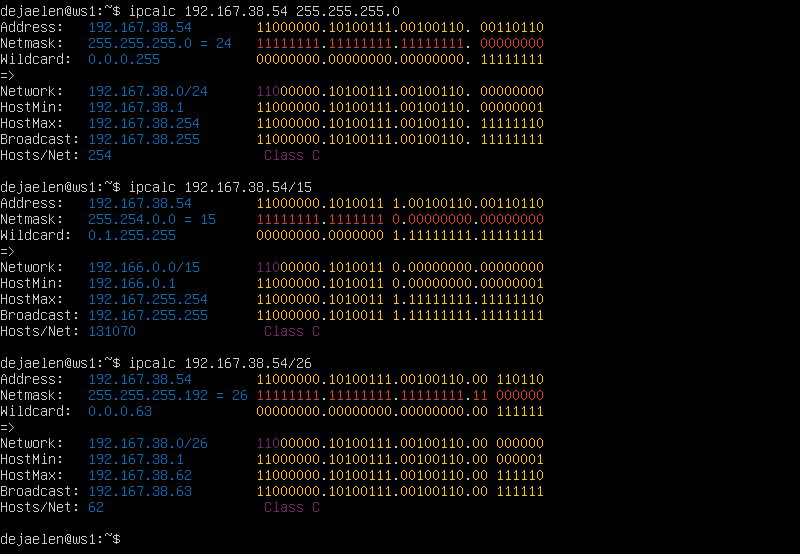 dejaelen@ws1:~$ ipcalc 192.167.38.54 255.255.255.0
Address:   192.167.38.54        11000000.10100111.00100110. 00110110
Netmask:   255.255.255.0 = 24   11111111.11111111.11111111. 00000000
Wildcard:  0.0.0.255            00000000.00000000.00000000. 11111111
=>
Network:   192.167.38.0/24      11000000.10100111.00100110. 00000000
HostMin:   192.167.38.1         11000000.10100111.00100110. 00000001
HostMax:   192.167.38.254       11000000.10100111.00100110. 11111110
Broadcast: 192.167.38.255       11000000.10100111.00100110. 11111111
Hosts/Net: 254                   Class C
dejaelen@ws1:~$ ipcalc 192.167.38.54/15
Address:   192.167.38.54        11000000.1010011 1.00100110.00110110
Netmask:   255.254.0.0 = 15     11111111.1111111 0.00000000.00000000
Wildcard:  0.1.255.255          00000000.0000000 1.11111111.11111111
=>
Network:   192.166.0.0/15       11000000.1010011 0.00000000.00000000
HostMin:   192.166.0.1          11000000.1010011 0.00000000.00000001
HostMax:   192.167.255.254      11000000.1010011 1.11111111.11111110
Broadcast: 192.167.255.255      11000000.1010011 1.11111111.11111111
Hosts/Net: 131070                Class C
dejaelen@ws1:~$ ipcalc 192.167.38.54/26
Address:   192.167.38.54        11000000.10100111.00100110.00 110110
Netmask:   255.255.255.192 = 26 11111111.11111111.11111111.11 000000
Wildcard:  0.0.0.63             00000000.00000000.00000000.00 111111
=>
Network:   192.167.38.0/26      11000000.10100111.00100110.00 000000
HostMin:   192.167.38.1         11000000.10100111.00100110.00 000001
HostMax:   192.167.38.62        11000000.10100111.00100110.00 111110
Broadcast: 192.167.38.63        11000000.10100111.00100110.00 111111
Hosts/Net: 62                    Class C
dejaelen@ws1:~$